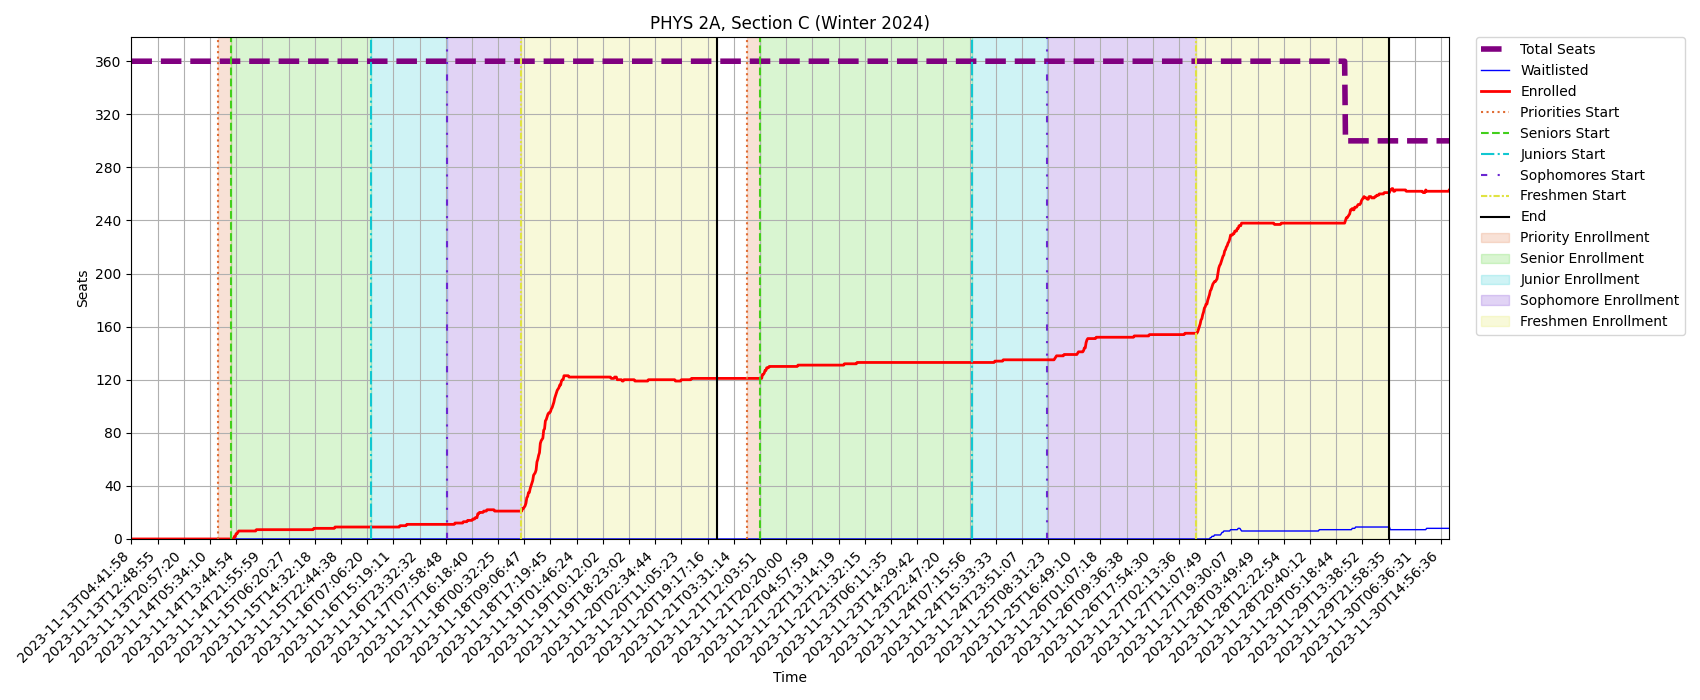 PHYS 2A, Section C (Winter 2024)
Seats
360
320
280
240
200
160
120
80
40
0
2023-11-13T04:41:58
2023-11-13T12:48:55
2023-11-13T20:57:20
2023-11-14T05:34:10
2023-11-14T13:44:54
2023-11-14T21:55:59
2023-11-15T06:20:27
2023-11-15T14:32:18
2023-11-15T22:44:38
2023-11-16T07:06:20
2023-11-16T15:19:11
2023-11-16T23:32:32
2023-11-17T07:58:48
2023-11-17T16:18:40
2023-11-18T00:32:25
2023-11-18T09:06:47
2023-11-18T17:19:45
2023-11-19T01:46:24
2023-11-19T10:12:02
2023-11-19T18:23:02
2023-11-20T02:34:44
2023-11-20T11:05:23
2023-11-20T19:17:10
2023-11-21T03:31:14
2023-11-21T12:03:51
2023-11-21T20:20:00
2023-11-22T04:57:59
2023-11-22T13:14:19
2023-11-22T21:32:15
2023-11-23T06:11:35
2023-11-23T14:29:42
2023-11-23T22:47:20
2023-11-24T07:15:56
2023-11-24T15:33:33
2023-11-24T23:51:07
2023-11-25T08:31:23
2023-11-25T16:49:10
2023-11-26T01:07:18
2023-11-26T09:36:38
2023-11-26T17:54:30
2023-11-27T02:13:36
2023-11-27T11:07:49
2023-11-27T19:30:07
2023-11-28T03:49:49
2023-11-28T12:22:54
2023-11-28T20:40:12
2023-11-29T05:18:44
2023-11-29T13:38:52
2023-11-29T21:58:35
2023-11-30T06:36:31
2023-11-30T14:56:36
Time
Total Seats
Waitlisted
Enrolled
Priorities Start
Seniors Start
Juniors Start
Sophomores Start
Freshmen Start
End
Priority Enrollment
Senior Enrollment
Junior Enrollment
Sophomore Enrollment
Freshmen Enrollment